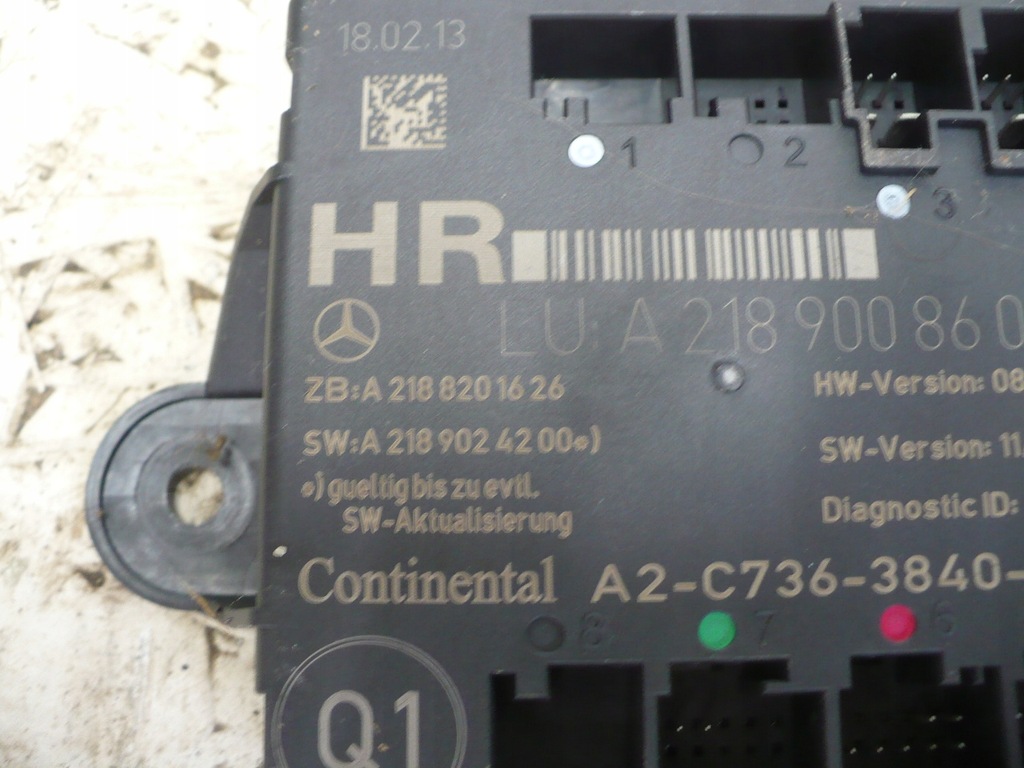 18.02.13
1
2
3
HR
LU: A 218 900 86 0
ZB: A 218 820 16 26
HW-Version: 08
SW: A 218 902 42 00*)
SW-Version: 11.
*) gueltig bis zu evtl.
SW-Aktualisierung
Diagnostic ID:
Continental A2-C736-3840-
8
7
6
Q1